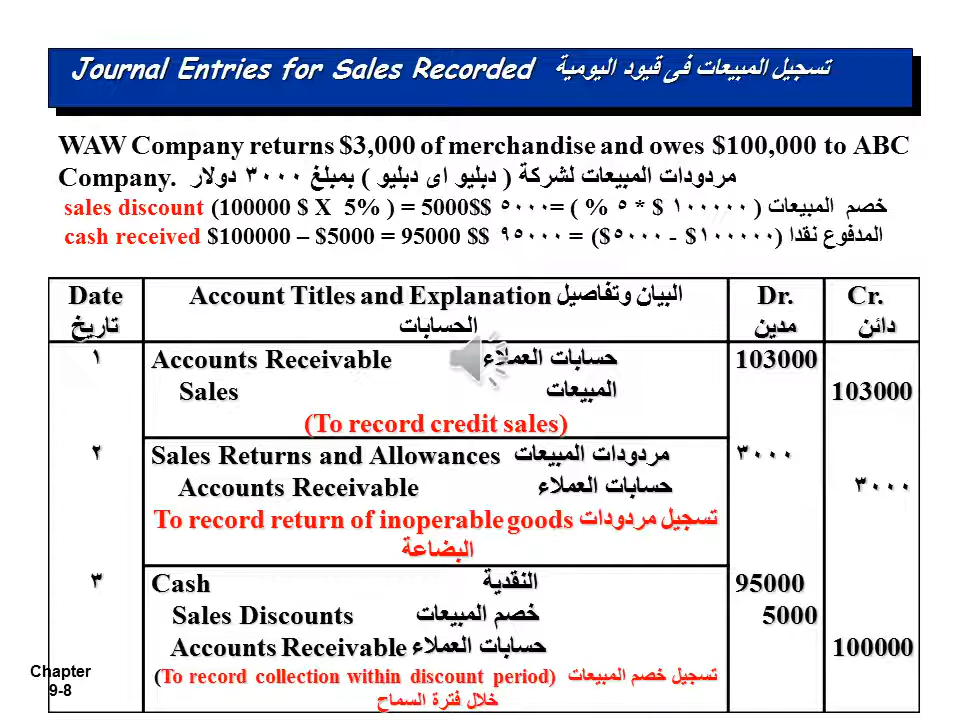 Journal Entries for Sales Recorded تسجيل المبيعات فى قيود اليومية
WAW Company returns $3,000 of merchandise and owes $100,000 to ABC
Company. مردودات المبيعات لشركة ( دبليو اى دبليو ) بمبلغ ٣٠٠٠ دولار
sales discount (100000 $ X 5% ) = 5000$$ ٥٠٠٠= ( % ٥ * $ ١٠٠٠٠٠ ) خصم المبيعات
cash received $100000 – $5000 = 95000 $$ ٩٥٠٠٠ = ($٥٠٠٠ - $١٠٠٠٠٠) المدفوع نقدا
Date Account Titles and Explanation البيان وتفاصيل Dr. Cr.
تاريخ الحسابات مدين دائن
١ Accounts Receivable حسابات العملاء 103000
Sales المبيعات 103000
(To record credit sales)
٢ Sales Returns and Allowances مردودات المبيعات ٣٠٠٠
Accounts Receivable حسابات العملاء ٣٠٠٠
To record return of inoperable goods تسجيل مردودات
البضاعة
٣ Cash النقدية 95000
Sales Discounts خصم المبيعات 5000
Accounts Receivable حسابات العملاء 100000
(To record collection within discount period) تسجيل خصم المبيعات
خلال فترة السماح
Chapter
9-8